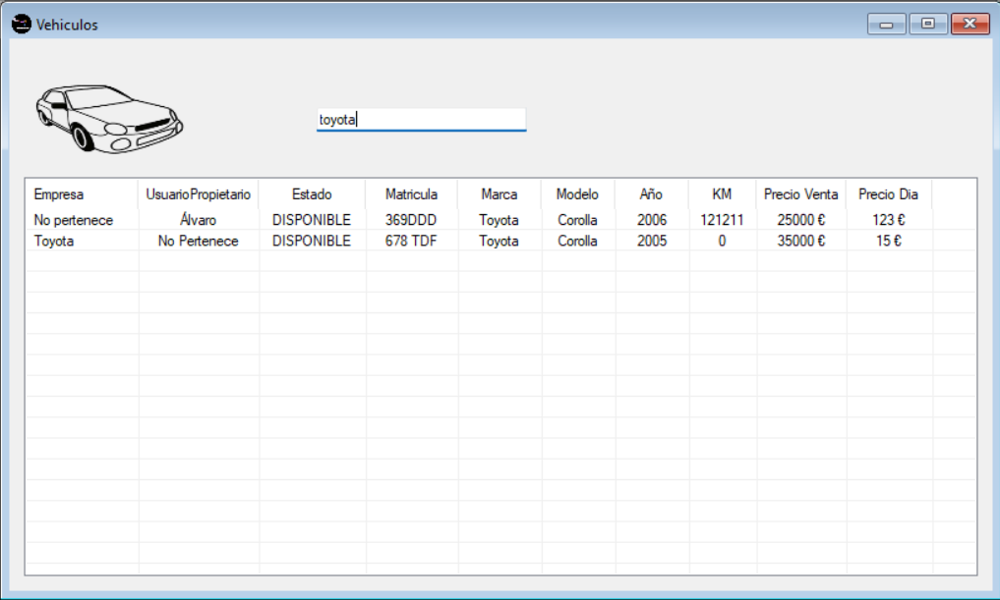 Vehiculos
toyota
Empresa UsuarioPropietario Estado Matricula Marca Modelo Año KM Precio Venta Precio Dia
No pertenece Álvaro DISPONIBLE 369DDD Toyota Corolla 2006 121211 25000 € 123 €
Toyota No Pertenece DISPONIBLE 678 TDF Toyota Corolla 2005 0 35000 € 15 €